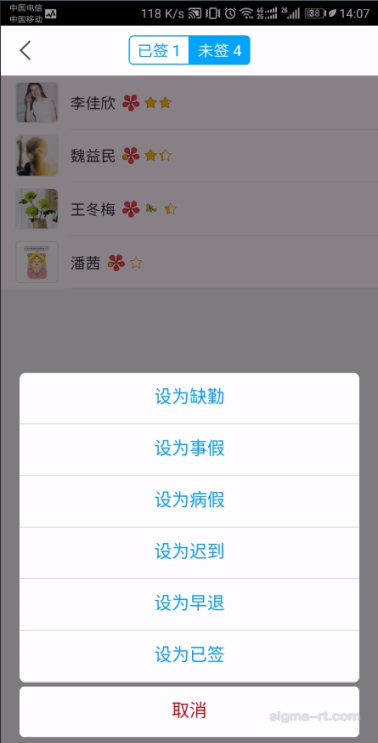 中国电信
中国移动
118 K/s 38 14:07
已签 1 未签 4
李佳欣
魏益民
王冬梅
潘茜
设为缺勤
设为事假
设为病假
设为迟到
设为早退
设为已签
取消
sigma-rt.com